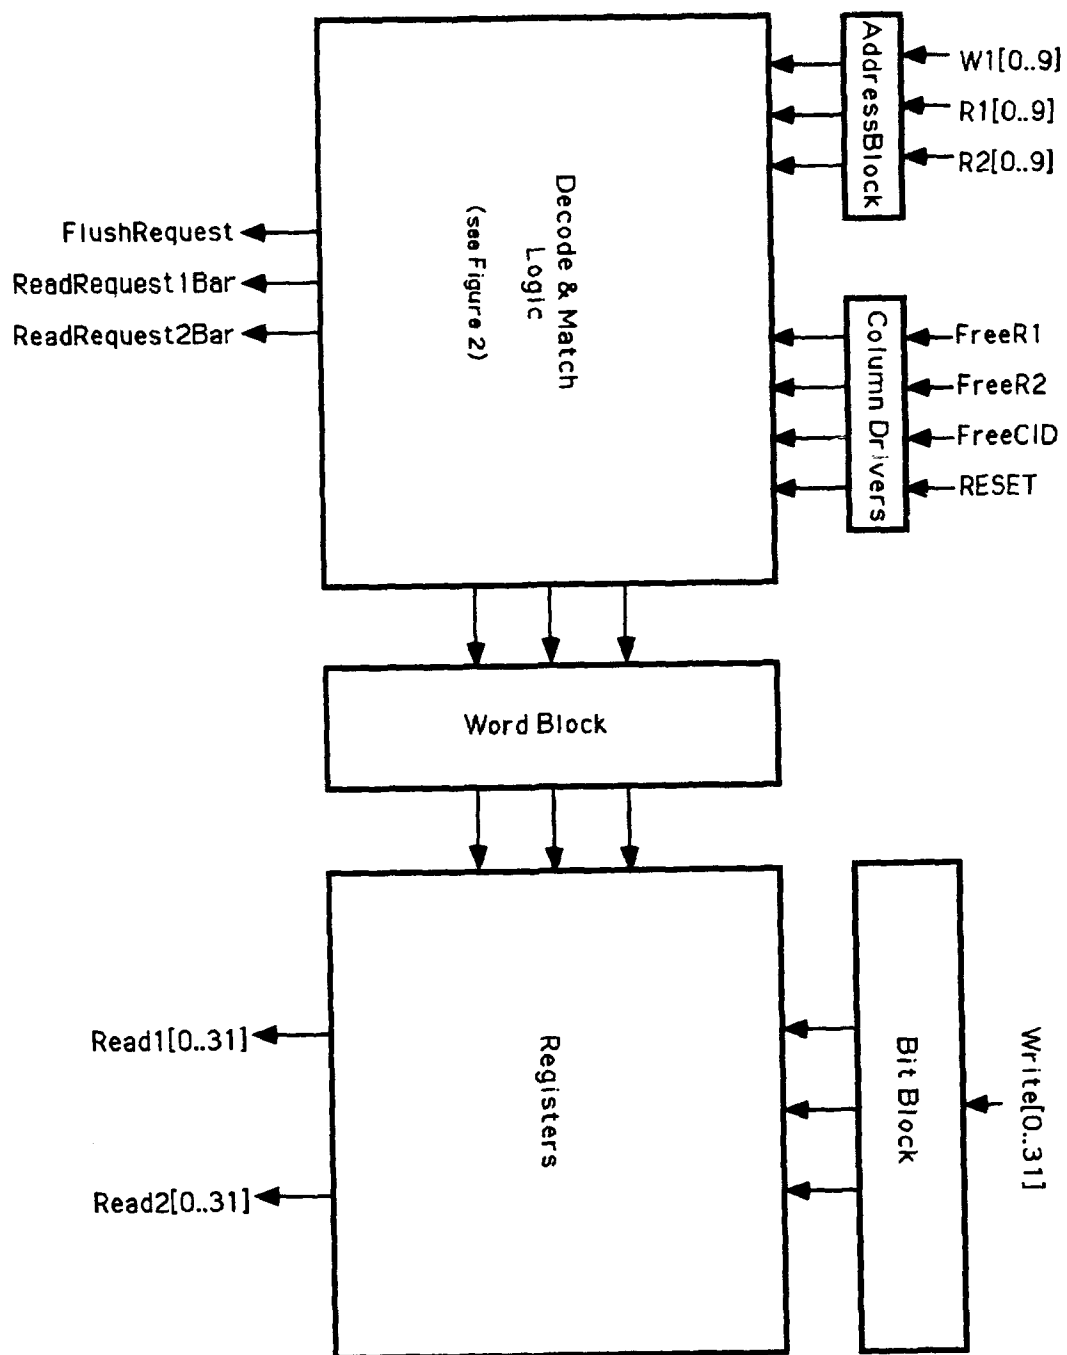 AddressBlock
W1[0..9]
R1[0..9]
R2[0..9]
Decode & Match
Logic
(see Figure 2)
FlushRequest
ReadRequest1Bar
ReadRequest2Bar
Column Drivers
FreeR1
FreeR2
FreeCID
RESET
Word Block
Registers
Bit Block
Write[0..31]
Read1[0..31]
Read2[0..31]